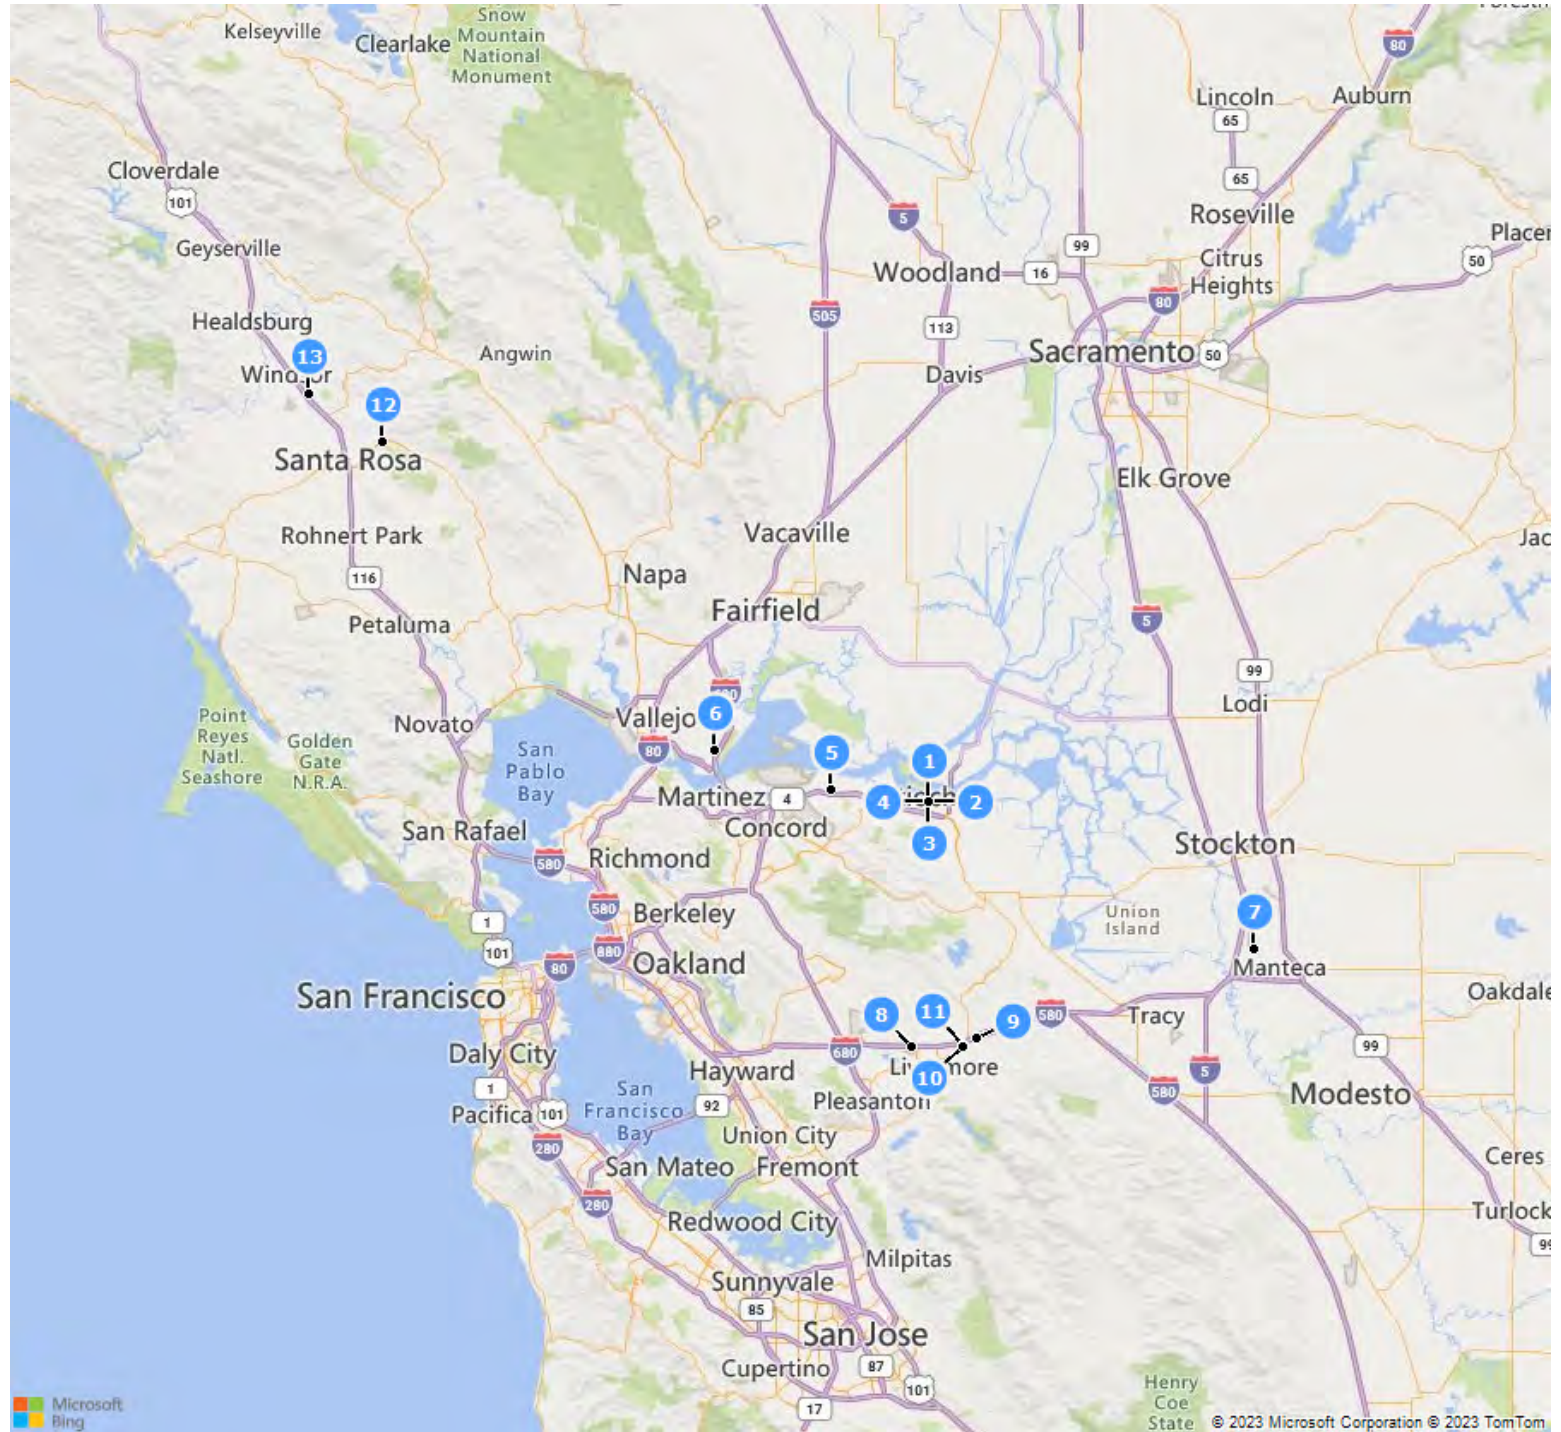 Snow
Mountain
National
Monument
Kelseyville
Clearlake
80
Lincoln
Auburn
65
Cloverdale
101
65
5
Roseville
Geyserville
99
Placer
50
Woodland
16
Citrus
Heights
80
505
Healdsburg
113
13
Angwin
Sacramento
50
Davis
12
Santa Rosa
Elk Grove
Vacaville
Rohnert Park
Jac
Napa
116
Fairfield
Petaluma
5
99
Lodi
Point
Reyes
Natl.
Seashore
Golden
Gate
N.R.A.
Novato
Vallejo
6
80
San
Pablo
Bay
5
1
Martinez
4
4
2
Concord
3
San Rafael
Stockton
580
Richmond
580
Berkeley
Union
Island
7
1
101
880
80
Oakland
Manteca
San Francisco
Oakdale
8
11
9
580
Tracy
Daly City
680
10
99
Hayward
5
1
San
Francisco
Bay
92
Pleasanton
580
Modesto
Pacifica
101
Union City
280
San Mateo
Fremont
Ceres
280
Redwood City
Turlock
99
Milpitas
Sunnyvale
85
San Jose
Cupertino
87
101
17
Henry
Coe
State
Microsoft
Bing
© 2023 Microsoft Corporation © 2023 TomTom